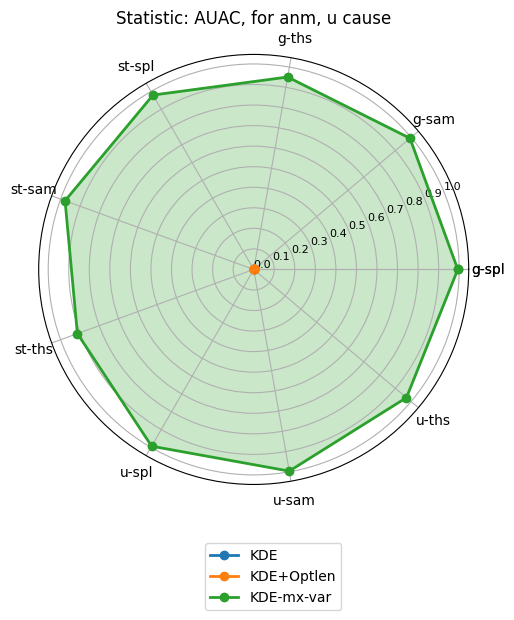 Statistic: AUAC, for anm, u cause
g-ths
st-spl
g-sam
st-sam
1.0
0.9
0.8
0.7
0.6
0.5
0.4
0.3
0.2
0.1
0.0
g-spl
st-ths
u-ths
u-spl
u-sam
KDE
KDE+Optlen
KDE-mx-var